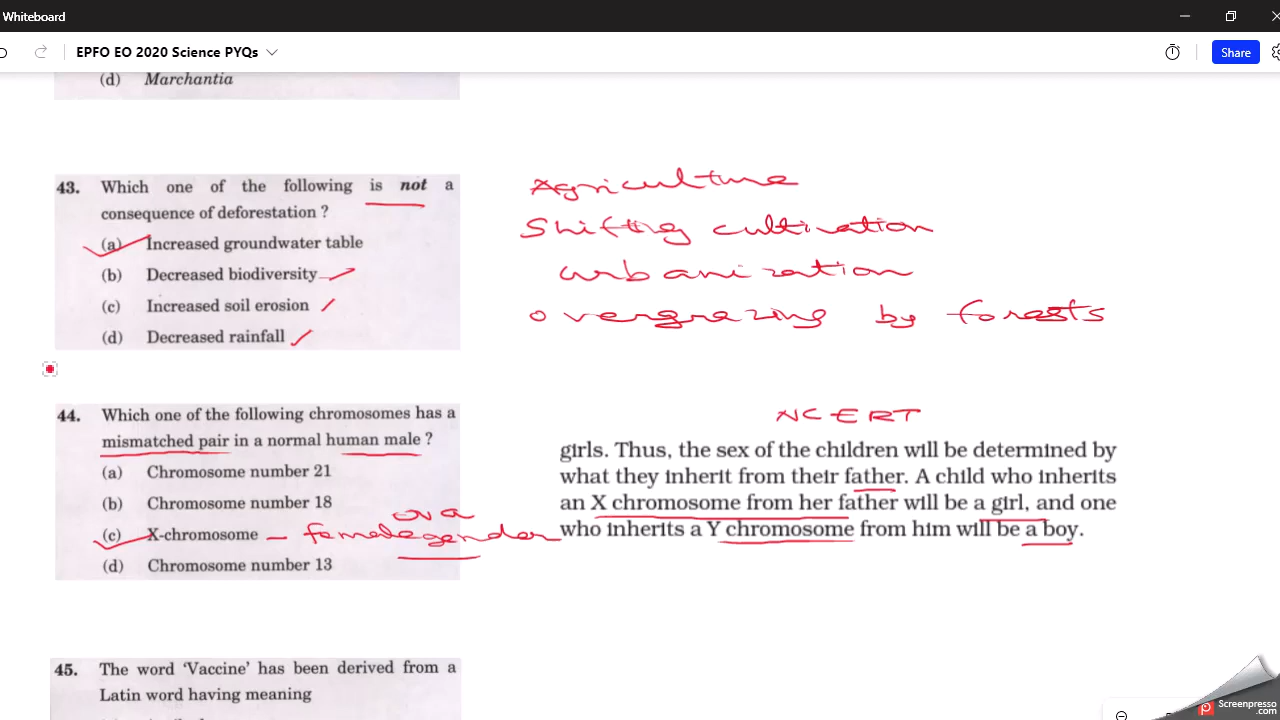 Whiteboard
EPFO EO 2020 Science PYQs
Share
(d) Marchantia
43. Which one of the following is not a
consequence of deforestation ?
(a) Increased groundwater table
(b) Decreased biodiversity
(c) Increased soil erosion
(d) Decreased rainfall
Agriculture
Shifting cultivation
urbanization
overgrazing by forests
44. Which one of the following chromosomes has a
mismatched pair in a normal human male ?
(a) Chromosome number 21
(b) Chromosome number 18
(c) X-chromosome – female gender
ova
(d) Chromosome number 13
NCERT
girls. Thus, the sex of the children will be determined by
what they inherit from their father. A child who inherits
an X chromosome from her father will be a girl, and one
who inherits a Y chromosome from him will be a boy.
45. The word ‘Vaccine’ has been derived from a
Latin word having meaning
Screenpresso
.com